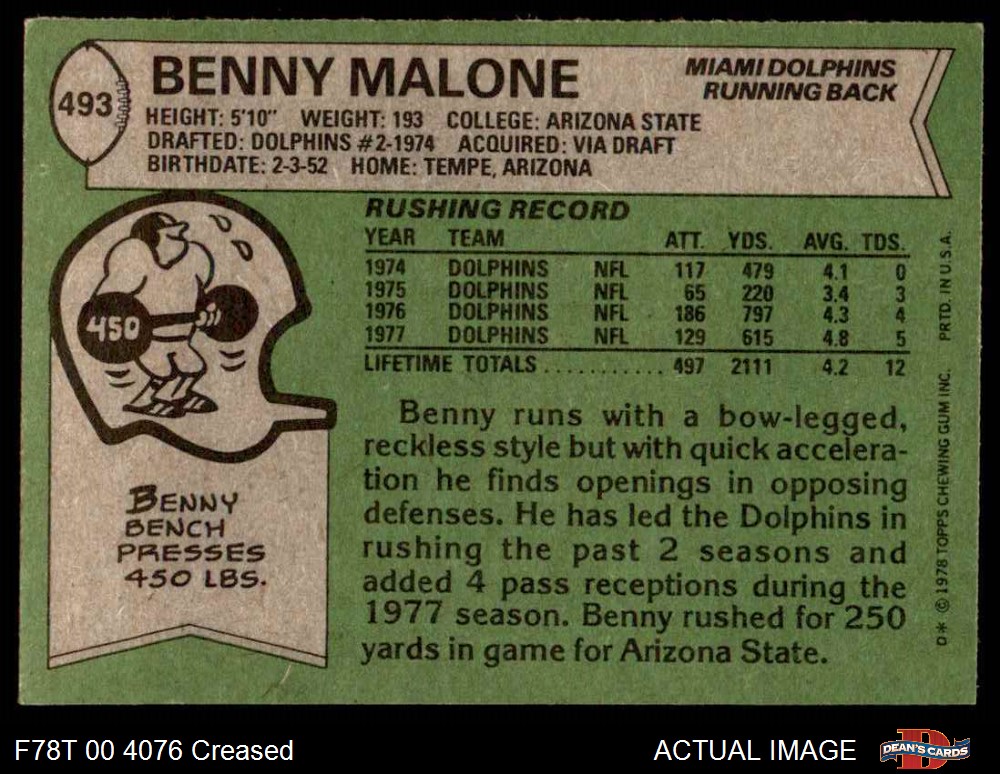 493
BENNY MALONE
MIAMI DOLPHINS
RUNNING BACK
HEIGHT: 5'10" WEIGHT: 193 COLLEGE: ARIZONA STATE
DRAFTED: DOLPHINS #2-1974 ACQUIRED: VIA DRAFT
BIRTHDATE: 2-3-52 HOME: TEMPE, ARIZONA
RUSHING RECORD
YEAR TEAM ATT. YDS. AVG. TDS.
1974 DOLPHINS NFL 117 479 4.1 0
1975 DOLPHINS NFL 65 220 3.4 3
1976 DOLPHINS NFL 186 797 4.3 4
1977 DOLPHINS NFL 129 615 4.8 5
LIFETIME TOTALS........... 497 2111 4.2 12
450
BENNY
BENCH
PRESSES
450 LBS.
Benny runs with a bow-legged,
reckless style but with quick accelera-
tion he finds openings in opposing
defenses. He has led the Dolphins in
rushing the past 2 seasons and
added 4 pass receptions during the
1977 season. Benny rushed for 250
yards in game for Arizona State.
D* © 1978 TOPPS CHEWING GUM INC. PRTD. IN U.S.A.
F78T 00 4076 Creased
ACTUAL IMAGE
DEAN'S CARDS